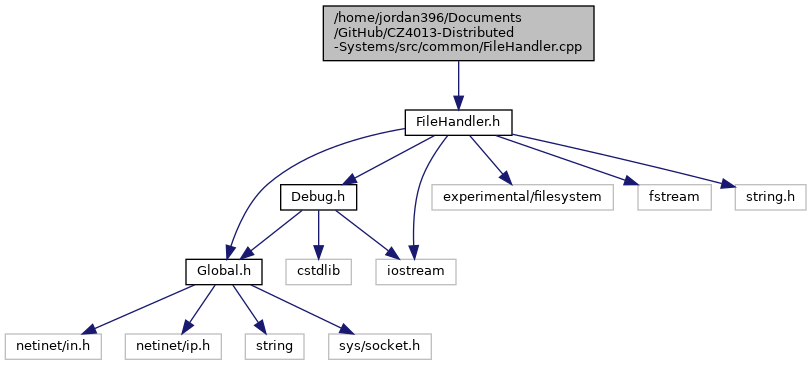 /home/jordan396/Documents
/GitHub/CZ4013-Distributed
-Systems/src/common/FileHandler.cpp
FileHandler.h
Debug.h
experimental/filesystem
fstream
string.h
Global.h
cstdlib
iostream
netinet/in.h
netinet/ip.h
string
sys/socket.h